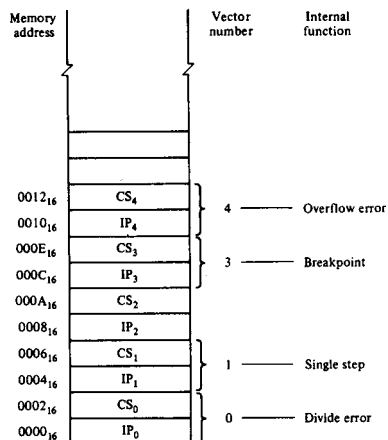 Memory address Vector number Internal function
0012₁₆ CS₄
4 Overflow error
0010₁₆ IP₄
000E₁₆ CS₃
3 Breakpoint
000C₁₆ IP₃
000A₁₆ CS₂
0008₁₆ IP₂
0006₁₆ CS₁
1 Single step
0004₁₆ IP₁
0002₁₆ CS₀
0 Divide error
0000₁₆ IP₀